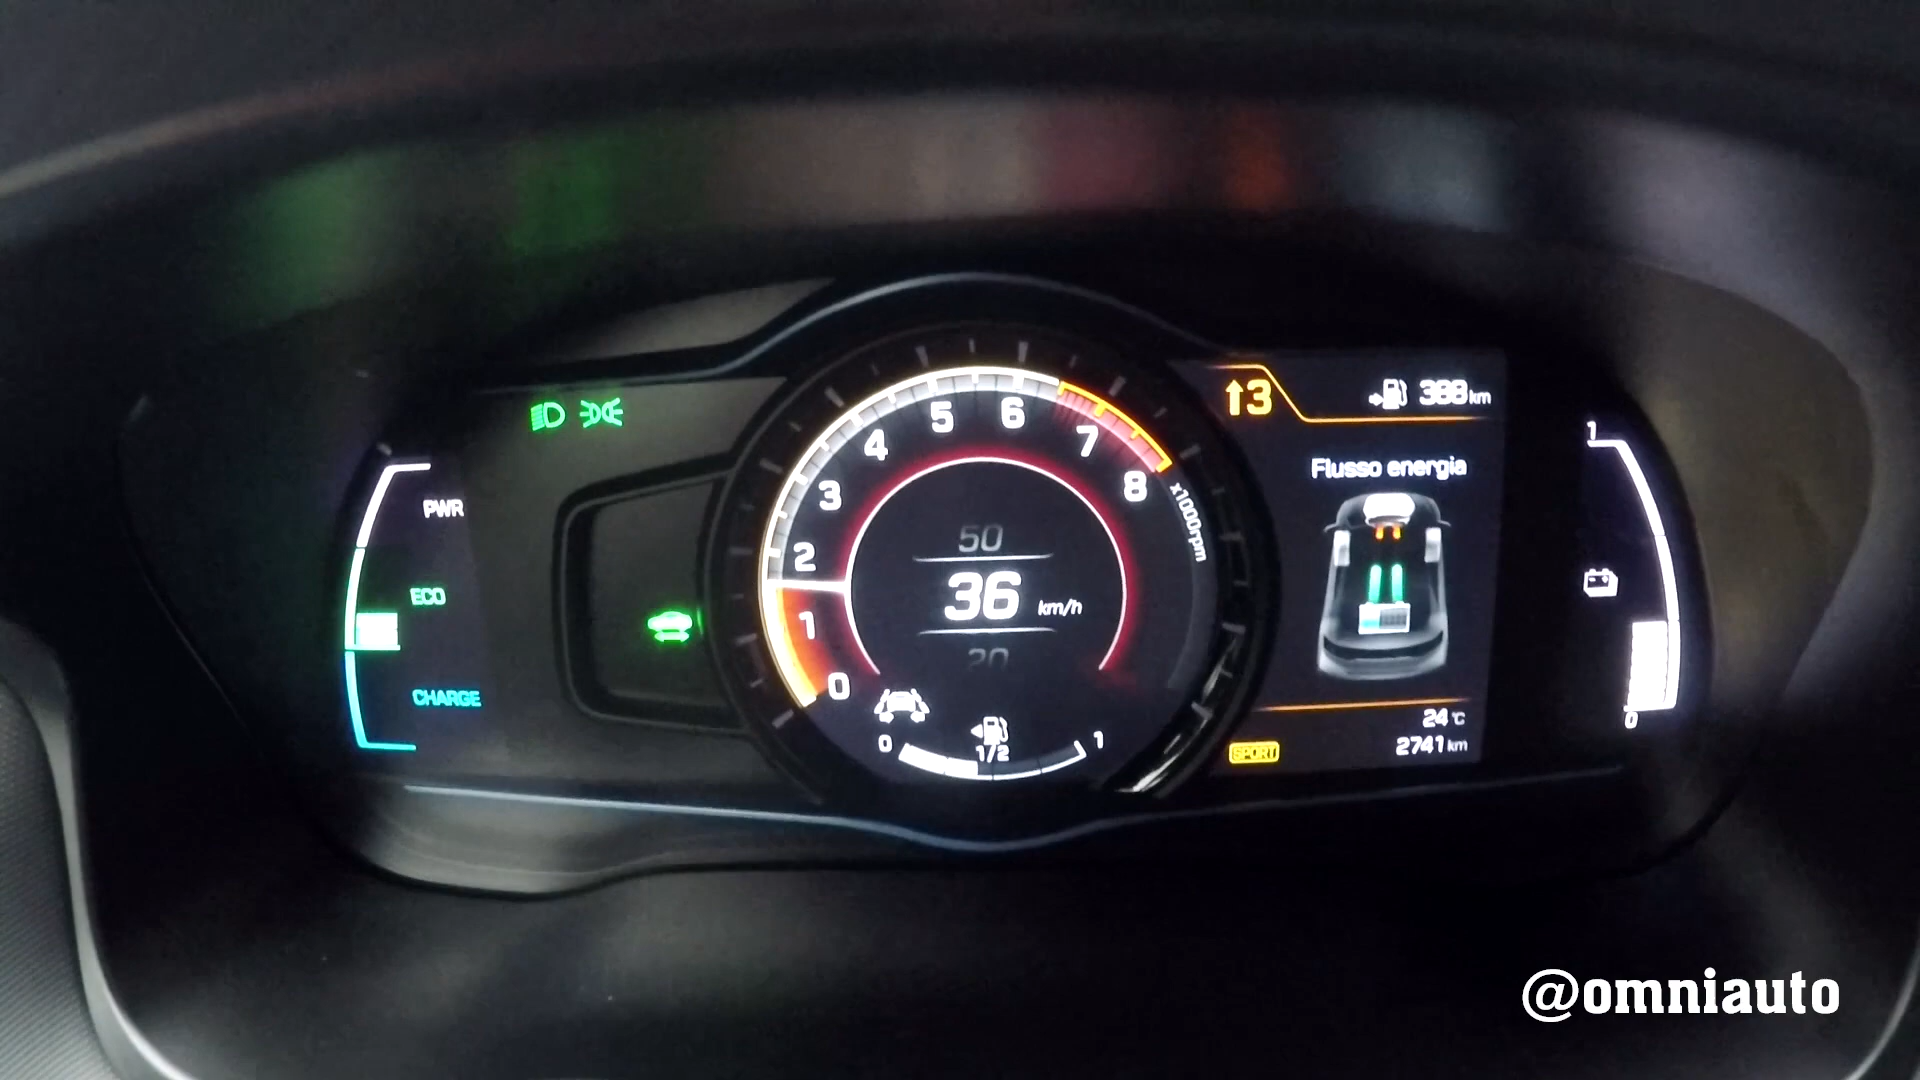 PWR
ECO
CHARGE
0
1
2
3
4
5
6
7
8
x1000rpm
50
36 km/h
20
0
1/2
1
3
388 km
Flusso energia
24 °C
2741 km
SPORT
1
0
@omniauto